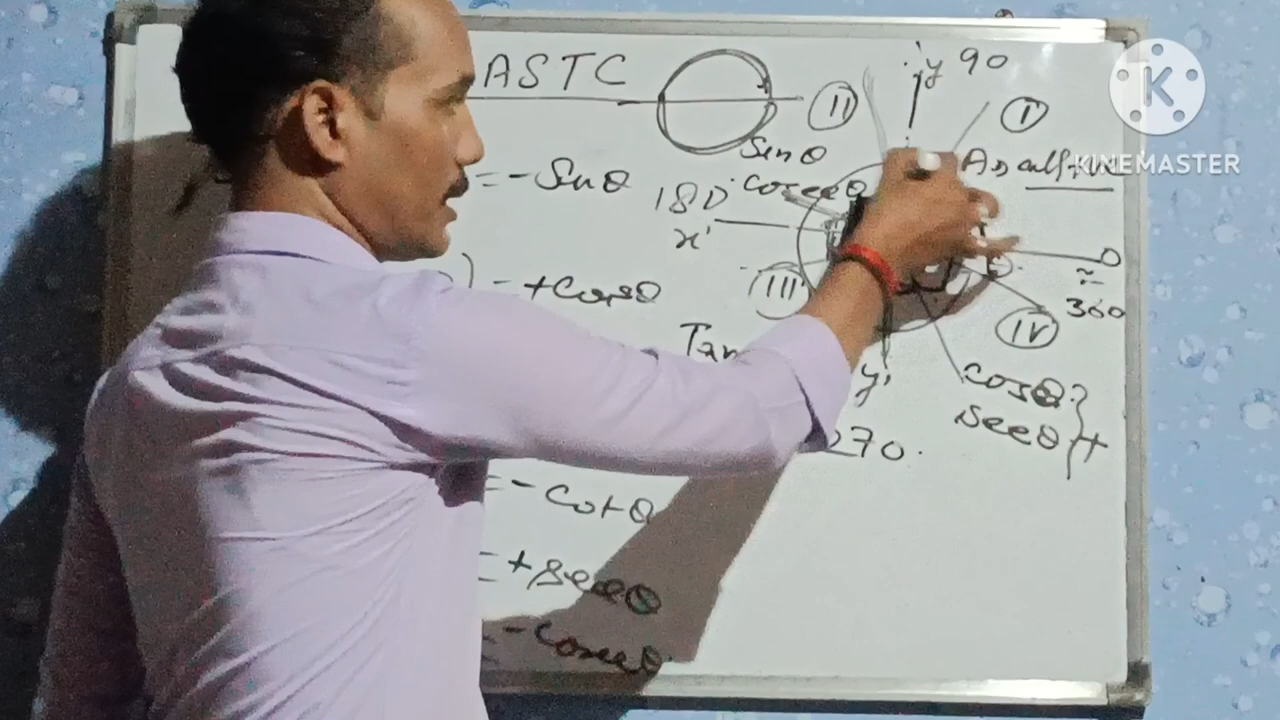 ASTC
= - Sinθ
) - + Cosθ
= - Cotθ
= + Secθ
= - Cosecθ
y 90
II
I
Sinθ
Cosecθ
180
x'
0
360
III
IV
Tan
y'
270.
Cosθ
Secθ } +
K
KINEMASTER